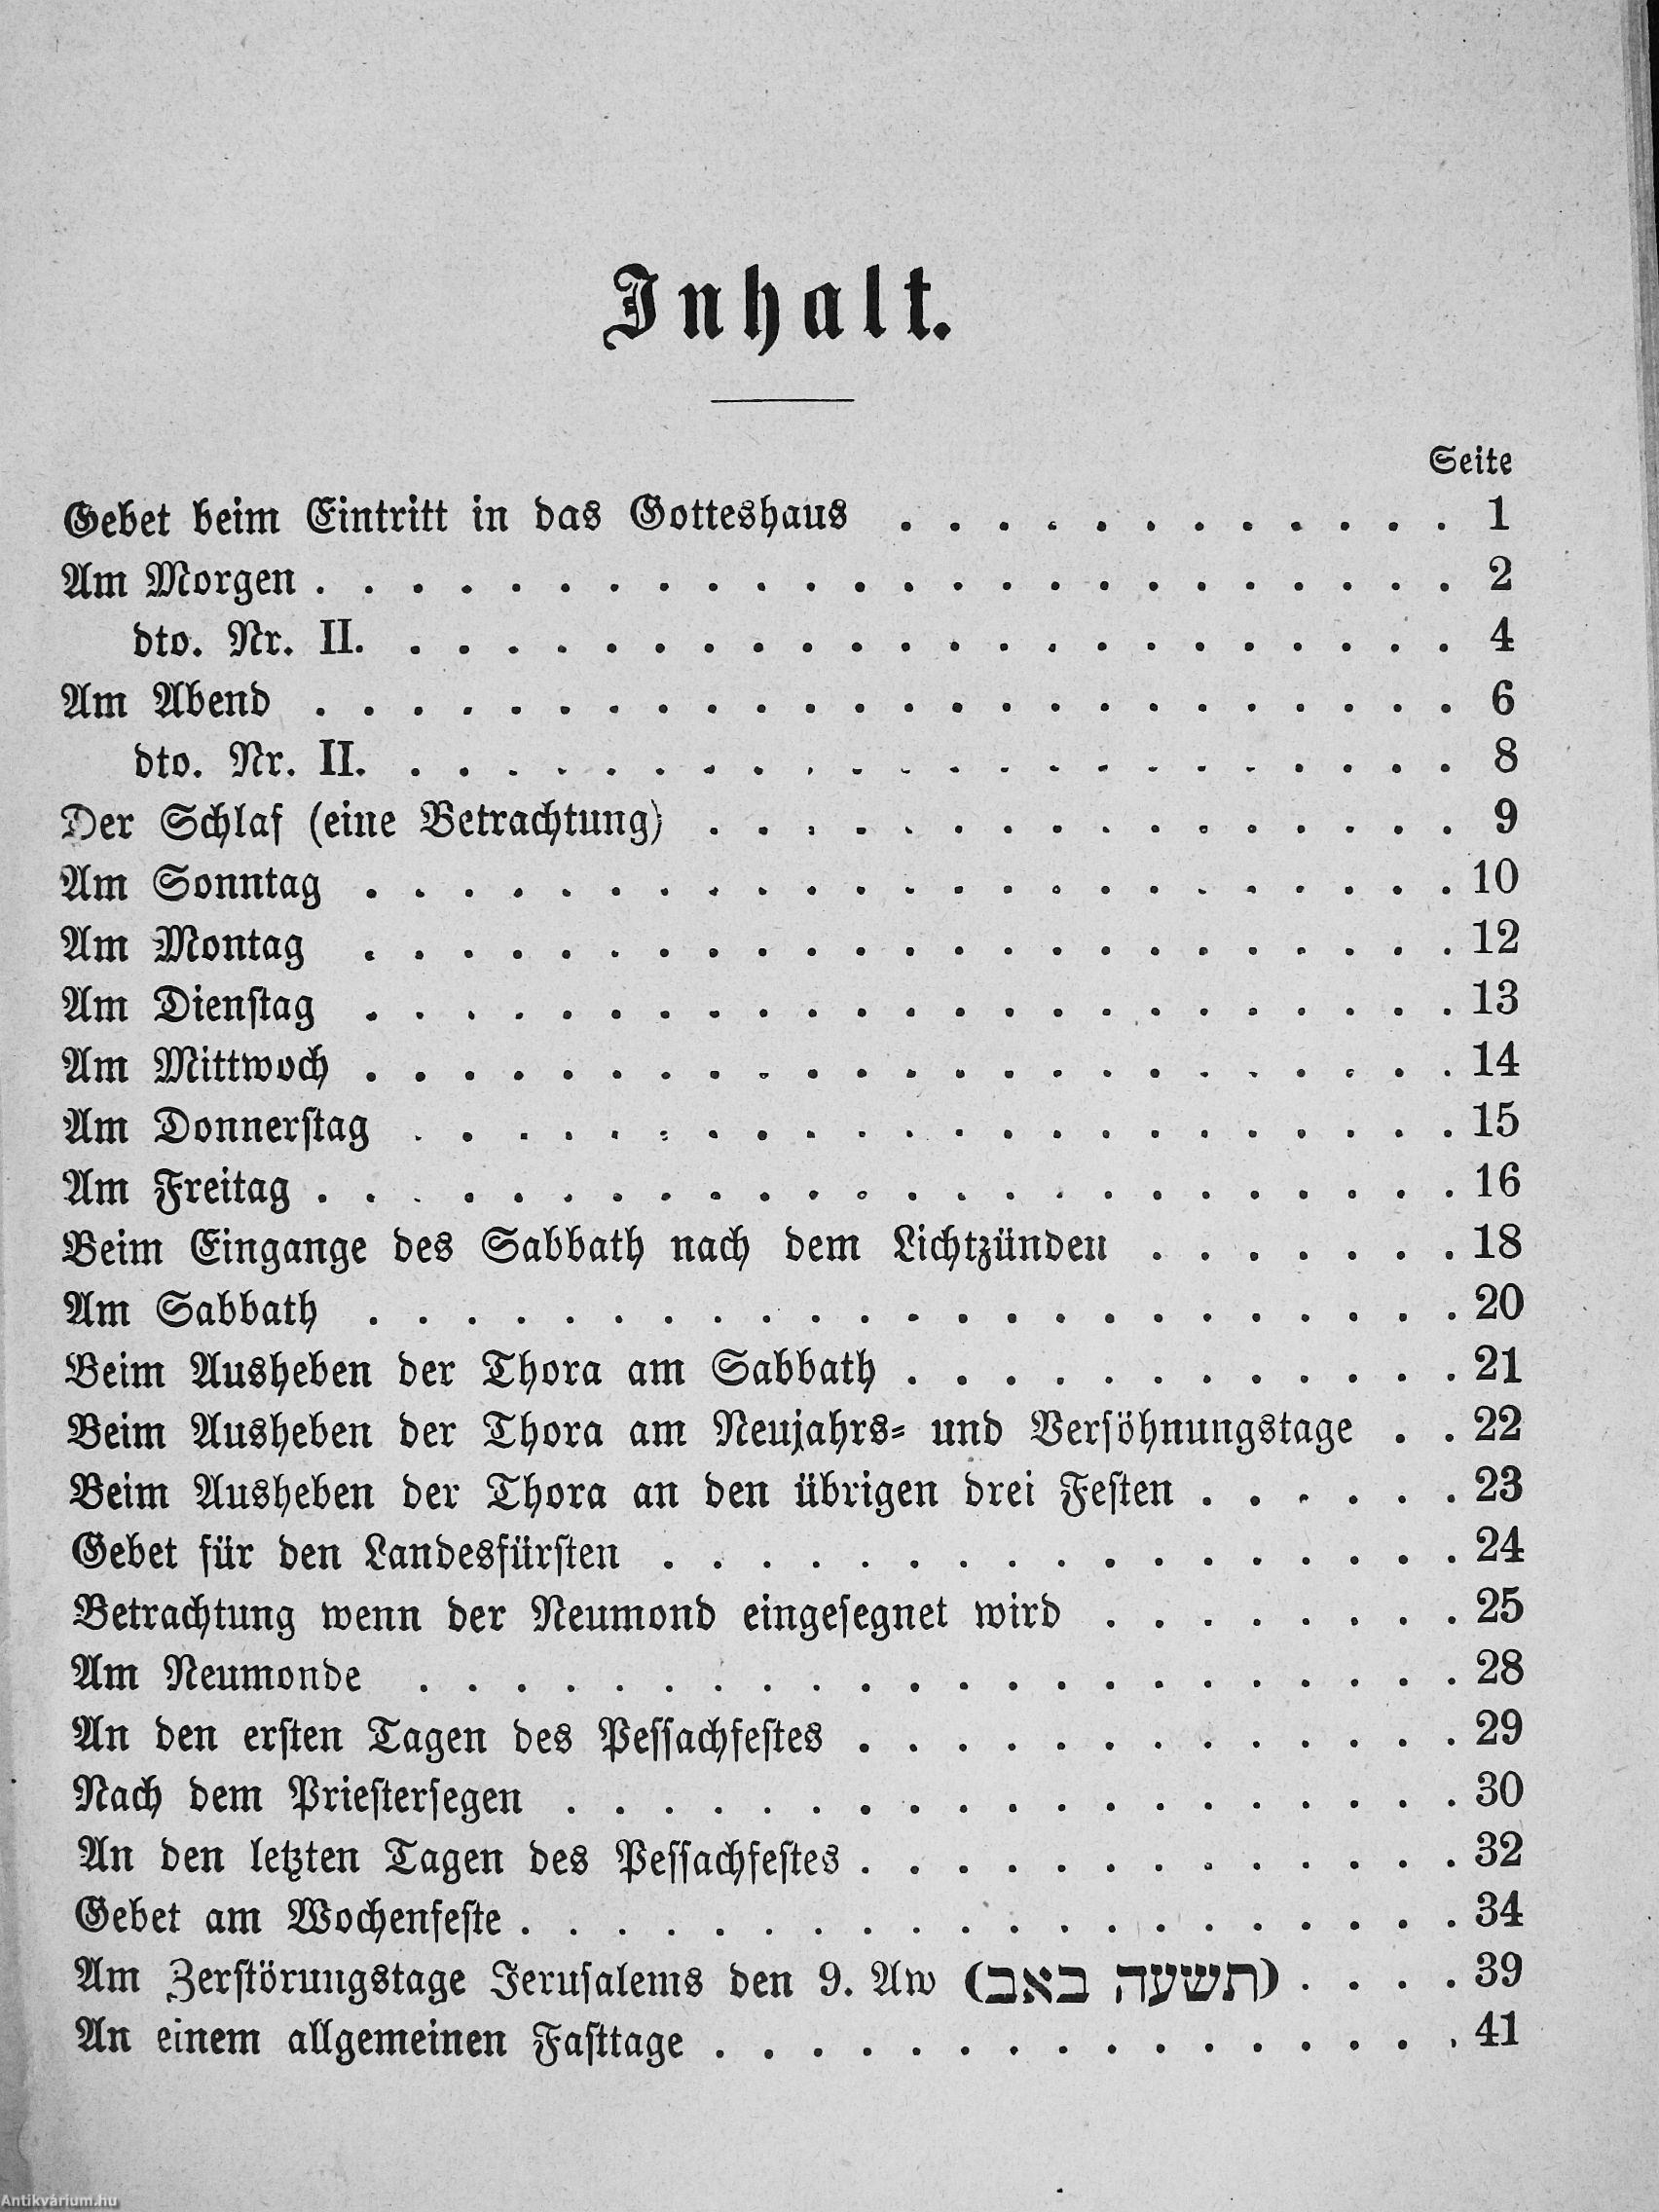 Inhalt.
Seite
Gebet beim Eintritt in das Gotteshaus . . . . . . . . . . . . 1
Am Morgen . . . . . . . . . . . . . . . . . . . . . . . . 2
dto. Nr. II. . . . . . . . . . . . . . . . . . . . . . . 4
Am Abend . . . . . . . . . . . . . . . . . . . . . . . . 6
dto. Nr. II. . . . . . . . . . . . . . . . . . . . . . . 8
Der Schlaf (eine Betrachtung) . . . . . . . . . . . . . . . . 9
Am Sonntag . . . . . . . . . . . . . . . . . . . . . . . 10
Am Montag . . . . . . . . . . . . . . . . . . . . . . . 12
Am Dienſtag . . . . . . . . . . . . . . . . . . . . . . . 13
Am Mittwoch . . . . . . . . . . . . . . . . . . . . . . . 14
Am Donnerſtag . . . . . . . . . . . . . . . . . . . . . . 15
Am Freitag . . . . . . . . . . . . . . . . . . . . . . . . 16
Beim Eingange des Sabbath nach dem Lichtzünden . . . . . . . 18
Am Sabbath . . . . . . . . . . . . . . . . . . . . . . . 20
Beim Ausheben der Thora am Sabbath . . . . . . . . . . . . 21
Beim Ausheben der Thora am Neujahrs- und Verſöhnungstage . . 22
Beim Ausheben der Thora an den übrigen drei Feſten . . . . . . 23
Gebet für den Landesfürſten . . . . . . . . . . . . . . . . . 24
Betrachtung wenn der Neumond eingeſegnet wird . . . . . . . . 25
Am Neumonde . . . . . . . . . . . . . . . . . . . . . . 28
An den erſten Tagen des Peſſachfeſtes . . . . . . . . . . . . . 29
Nach dem Prieſterſegen . . . . . . . . . . . . . . . . . . . 30
An den letzten Tagen des Peſſachfeſtes . . . . . . . . . . . . . 32
Gebet am Wochenfeſte . . . . . . . . . . . . . . . . . . . . 34
Am Zerſtörungstage Jeruſalems den 9. Aw (תשעה באב) . . . . 39
An einem allgemeinen Faſttage . . . . . . . . . . . . . . . . 41
Antikvárium.hu